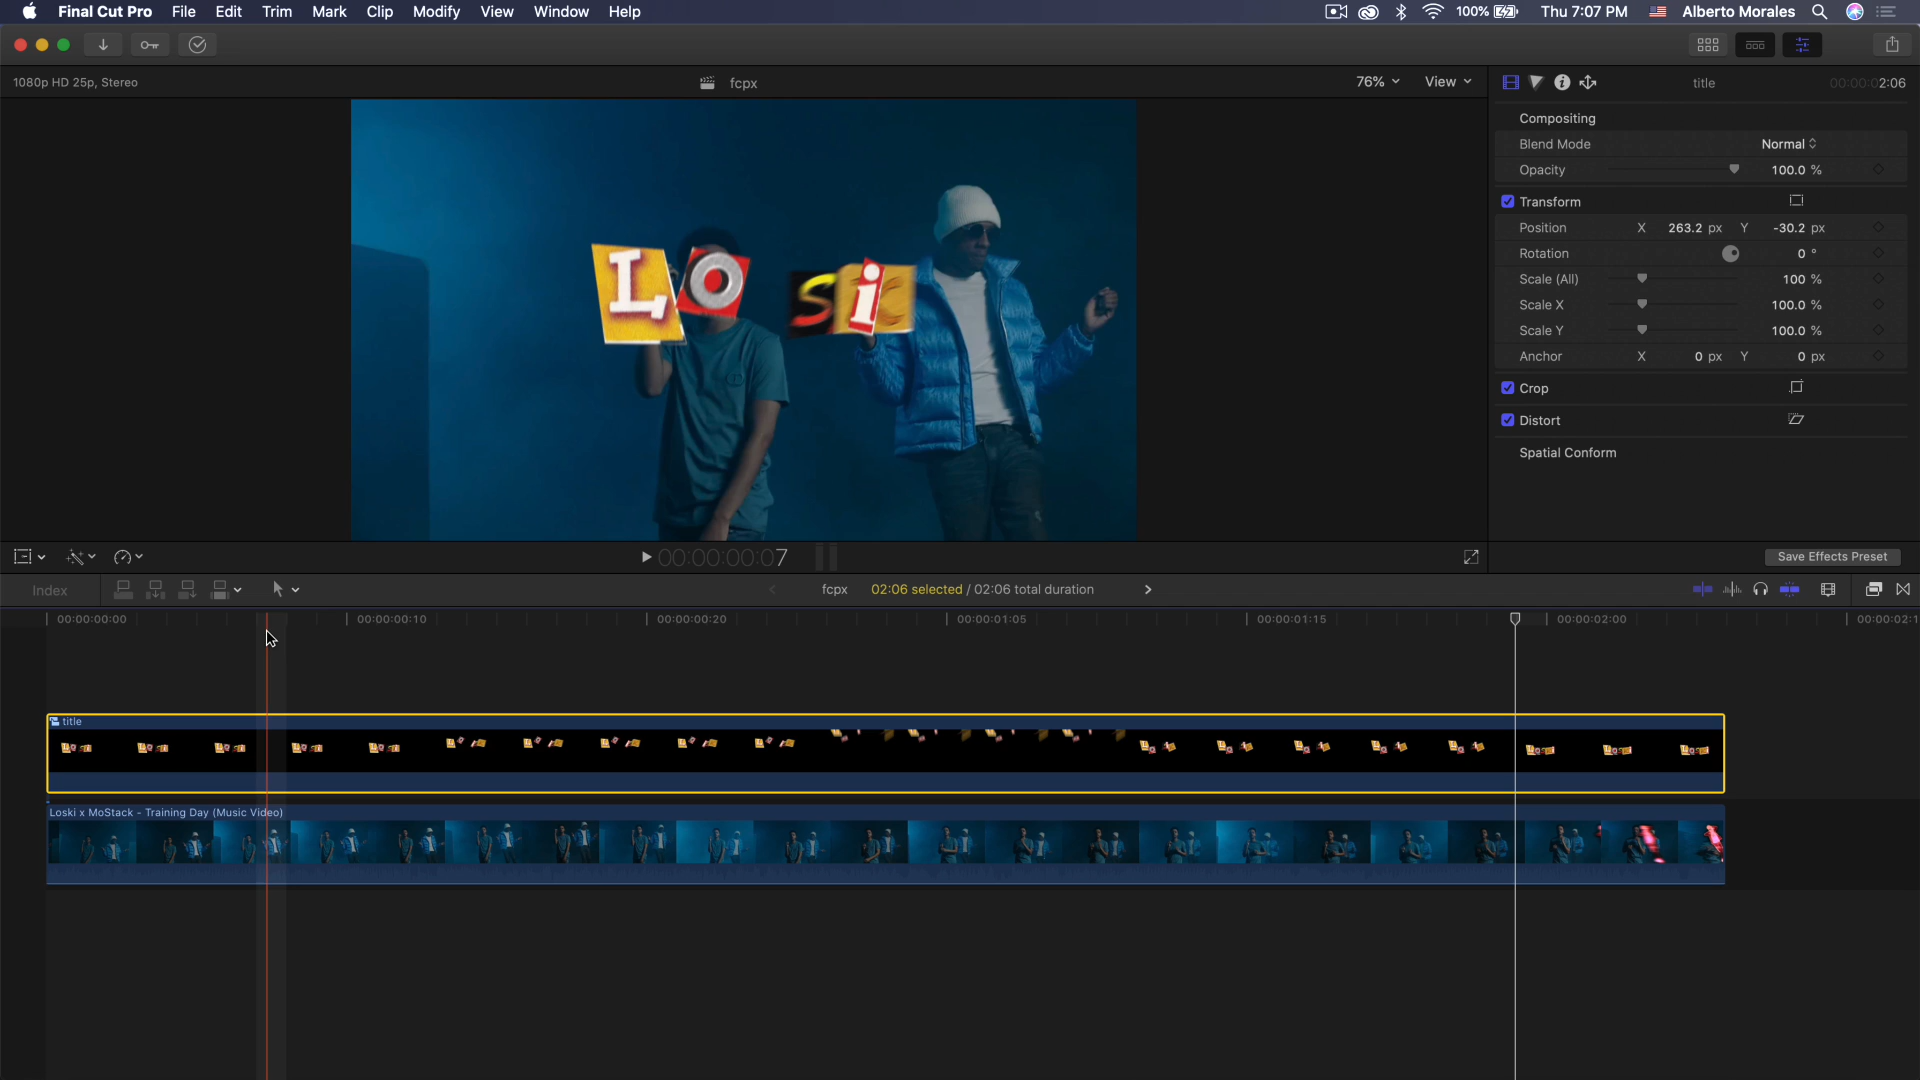 Final Cut Pro File Edit Trim Mark Clip Modify View Window Help 100% Thu 7:07 PM Alberto Morales
1080p HD 25p, Stereo fcpx 76% View title 00:00:02:06
Compositing
Blend Mode Normal
Opacity 100.0 %
Transform
Position X 263.2 px Y -30.2 px
Rotation 0 °
Scale (All) 100 %
Scale X 100.0 %
Scale Y 100.0 %
Anchor X 0 px Y 0 px
Crop
Distort
Spatial Conform
LO si
00:00:00:07 Save Effects Preset
Index fcpx 02:06 selected / 02:06 total duration
00:00:00:00 00:00:00:10 00:00:00:20 00:00:01:05 00:00:01:15 00:00:02:00 00:00:02:1
title
Loski x MoStack - Training Day (Music Video)